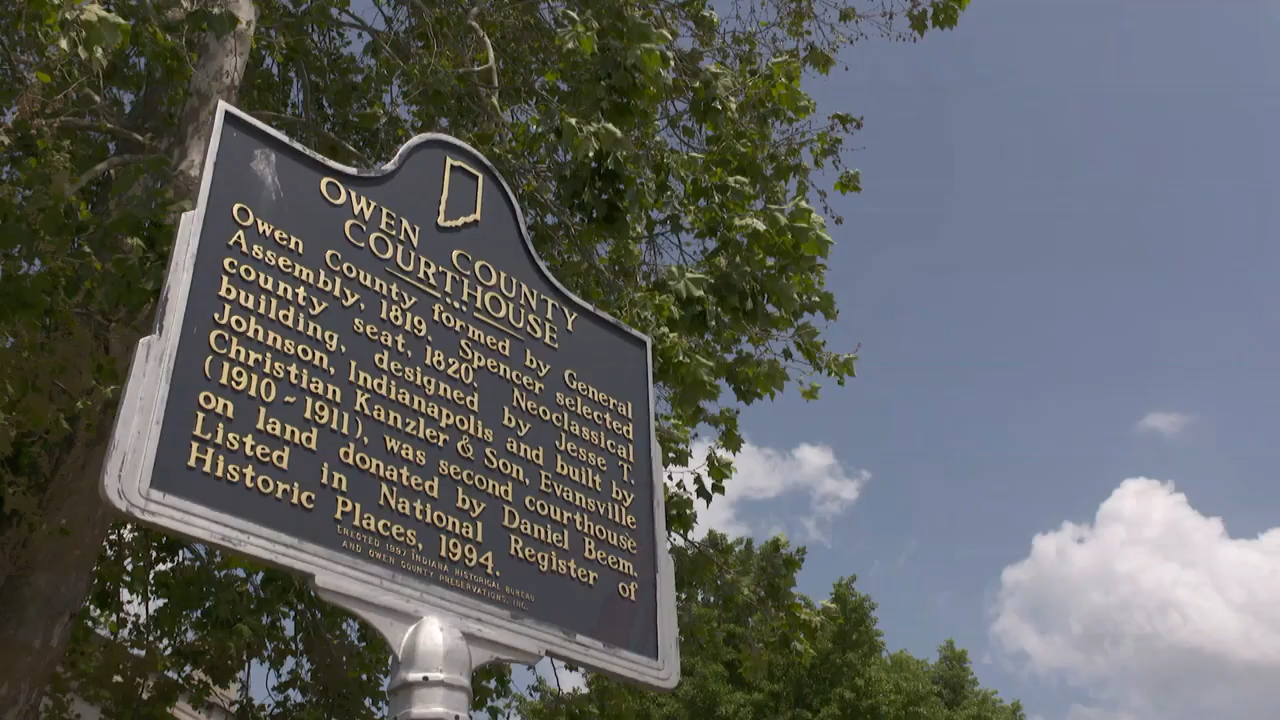 OWEN COUNTY
COURTHOUSE
Owen County formed by General
Assembly, 1819. Spencer selected
county seat, 1820. Neoclassical
building, designed by Jesse T.
Johnson, Indianapolis and built by
Christian Kanzler & Son, Evansville
(1910-1911), was second courthouse
on land donated by Daniel Beem.
Listed in National Register of
Historic Places, 1994.
ERECTED 1997 INDIANA HISTORICAL BUREAU
AND OWEN COUNTY PRESERVATIONS, INC.